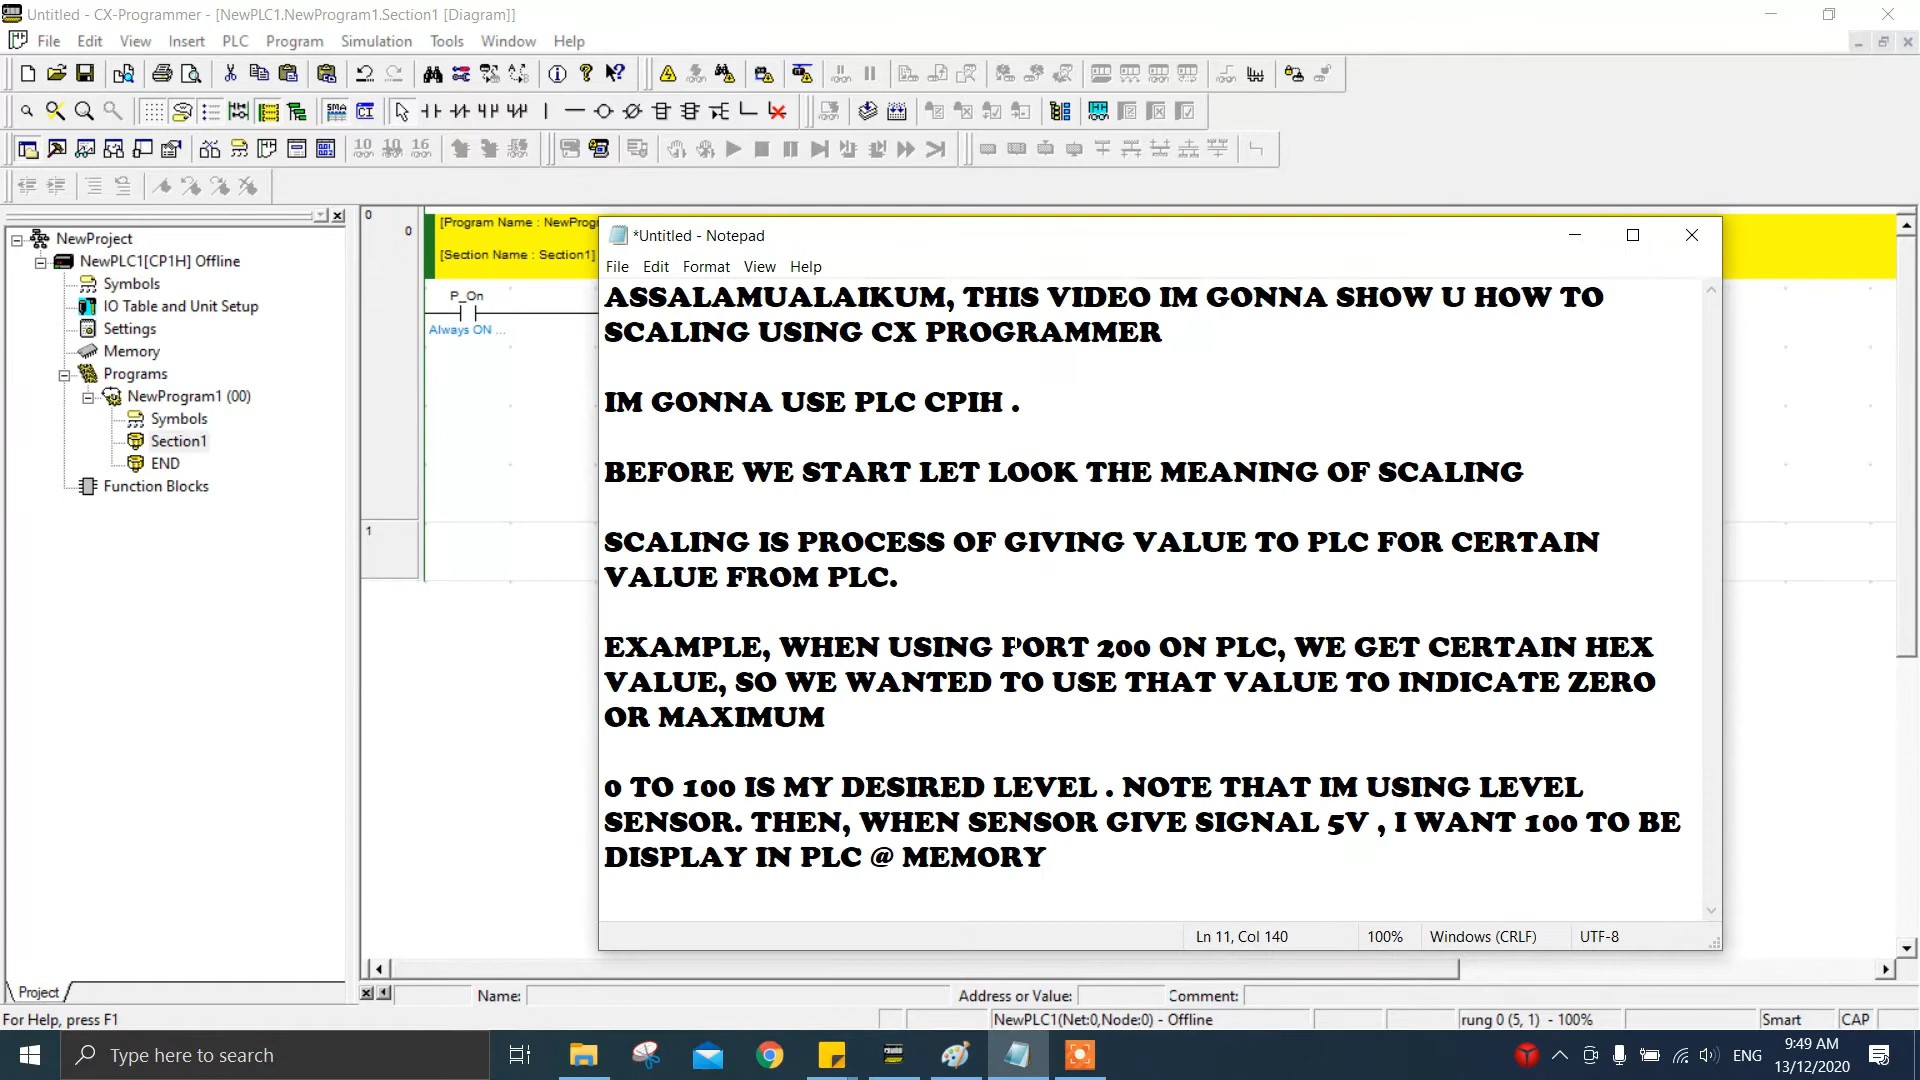 Untitled - CX-Programmer - [NewPLC1.NewProgram1.Section1 [Diagram]]
File Edit View Insert PLC Program Simulation Tools Window Help
SMA CI
10 10 16
NewProject
NewPLC1[CP1H] Offline
Symbols
IO Table and Unit Setup
Settings
Memory
Programs
NewProgram1 (00)
Symbols
Section1
END
Function Blocks
Project
0
0
[Program Name : NewProg
[Section Name : Section1]
P_On
Always ON ...
1
*Untitled - Notepad
File Edit Format View Help
ASSALAMUALAIKUM, THIS VIDEO IM GONNA SHOW U HOW TO
SCALING USING CX PROGRAMMER
IM GONNA USE PLC CPIH .
BEFORE WE START LET LOOK THE MEANING OF SCALING
SCALING IS PROCESS OF GIVING VALUE TO PLC FOR CERTAIN
VALUE FROM PLC.
EXAMPLE, WHEN USING PORT 200 ON PLC, WE GET CERTAIN HEX
VALUE, SO WE WANTED TO USE THAT VALUE TO INDICATE ZERO
OR MAXIMUM
0 TO 100 IS MY DESIRED LEVEL . NOTE THAT IM USING LEVEL
SENSOR. THEN, WHEN SENSOR GIVE SIGNAL 5V , I WANT 100 TO BE
DISPLAY IN PLC @ MEMORY
Ln 11, Col 140 100% Windows (CRLF) UTF-8
Name: Address or Value: Comment:
For Help, press F1 NewPLC1(Net:0,Node:0) - Offline rung 0 (5, 1) - 100% Smart CAP
Type here to search
ENG
9:49 AM
13/12/2020